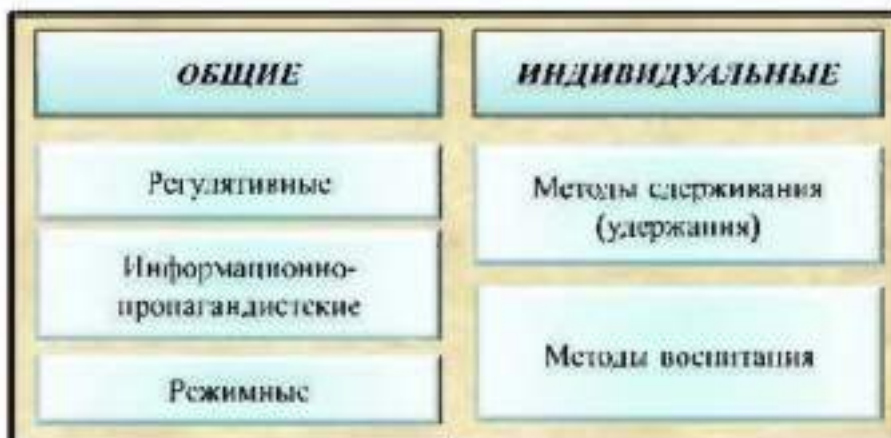 ОБЩИЕ
Регулятивные
Информационно-
пропагандистские
Режимные
ИНДИВИДУАЛЬНЫЕ
Методы сдерживания
(удержания)
Методы воспитания